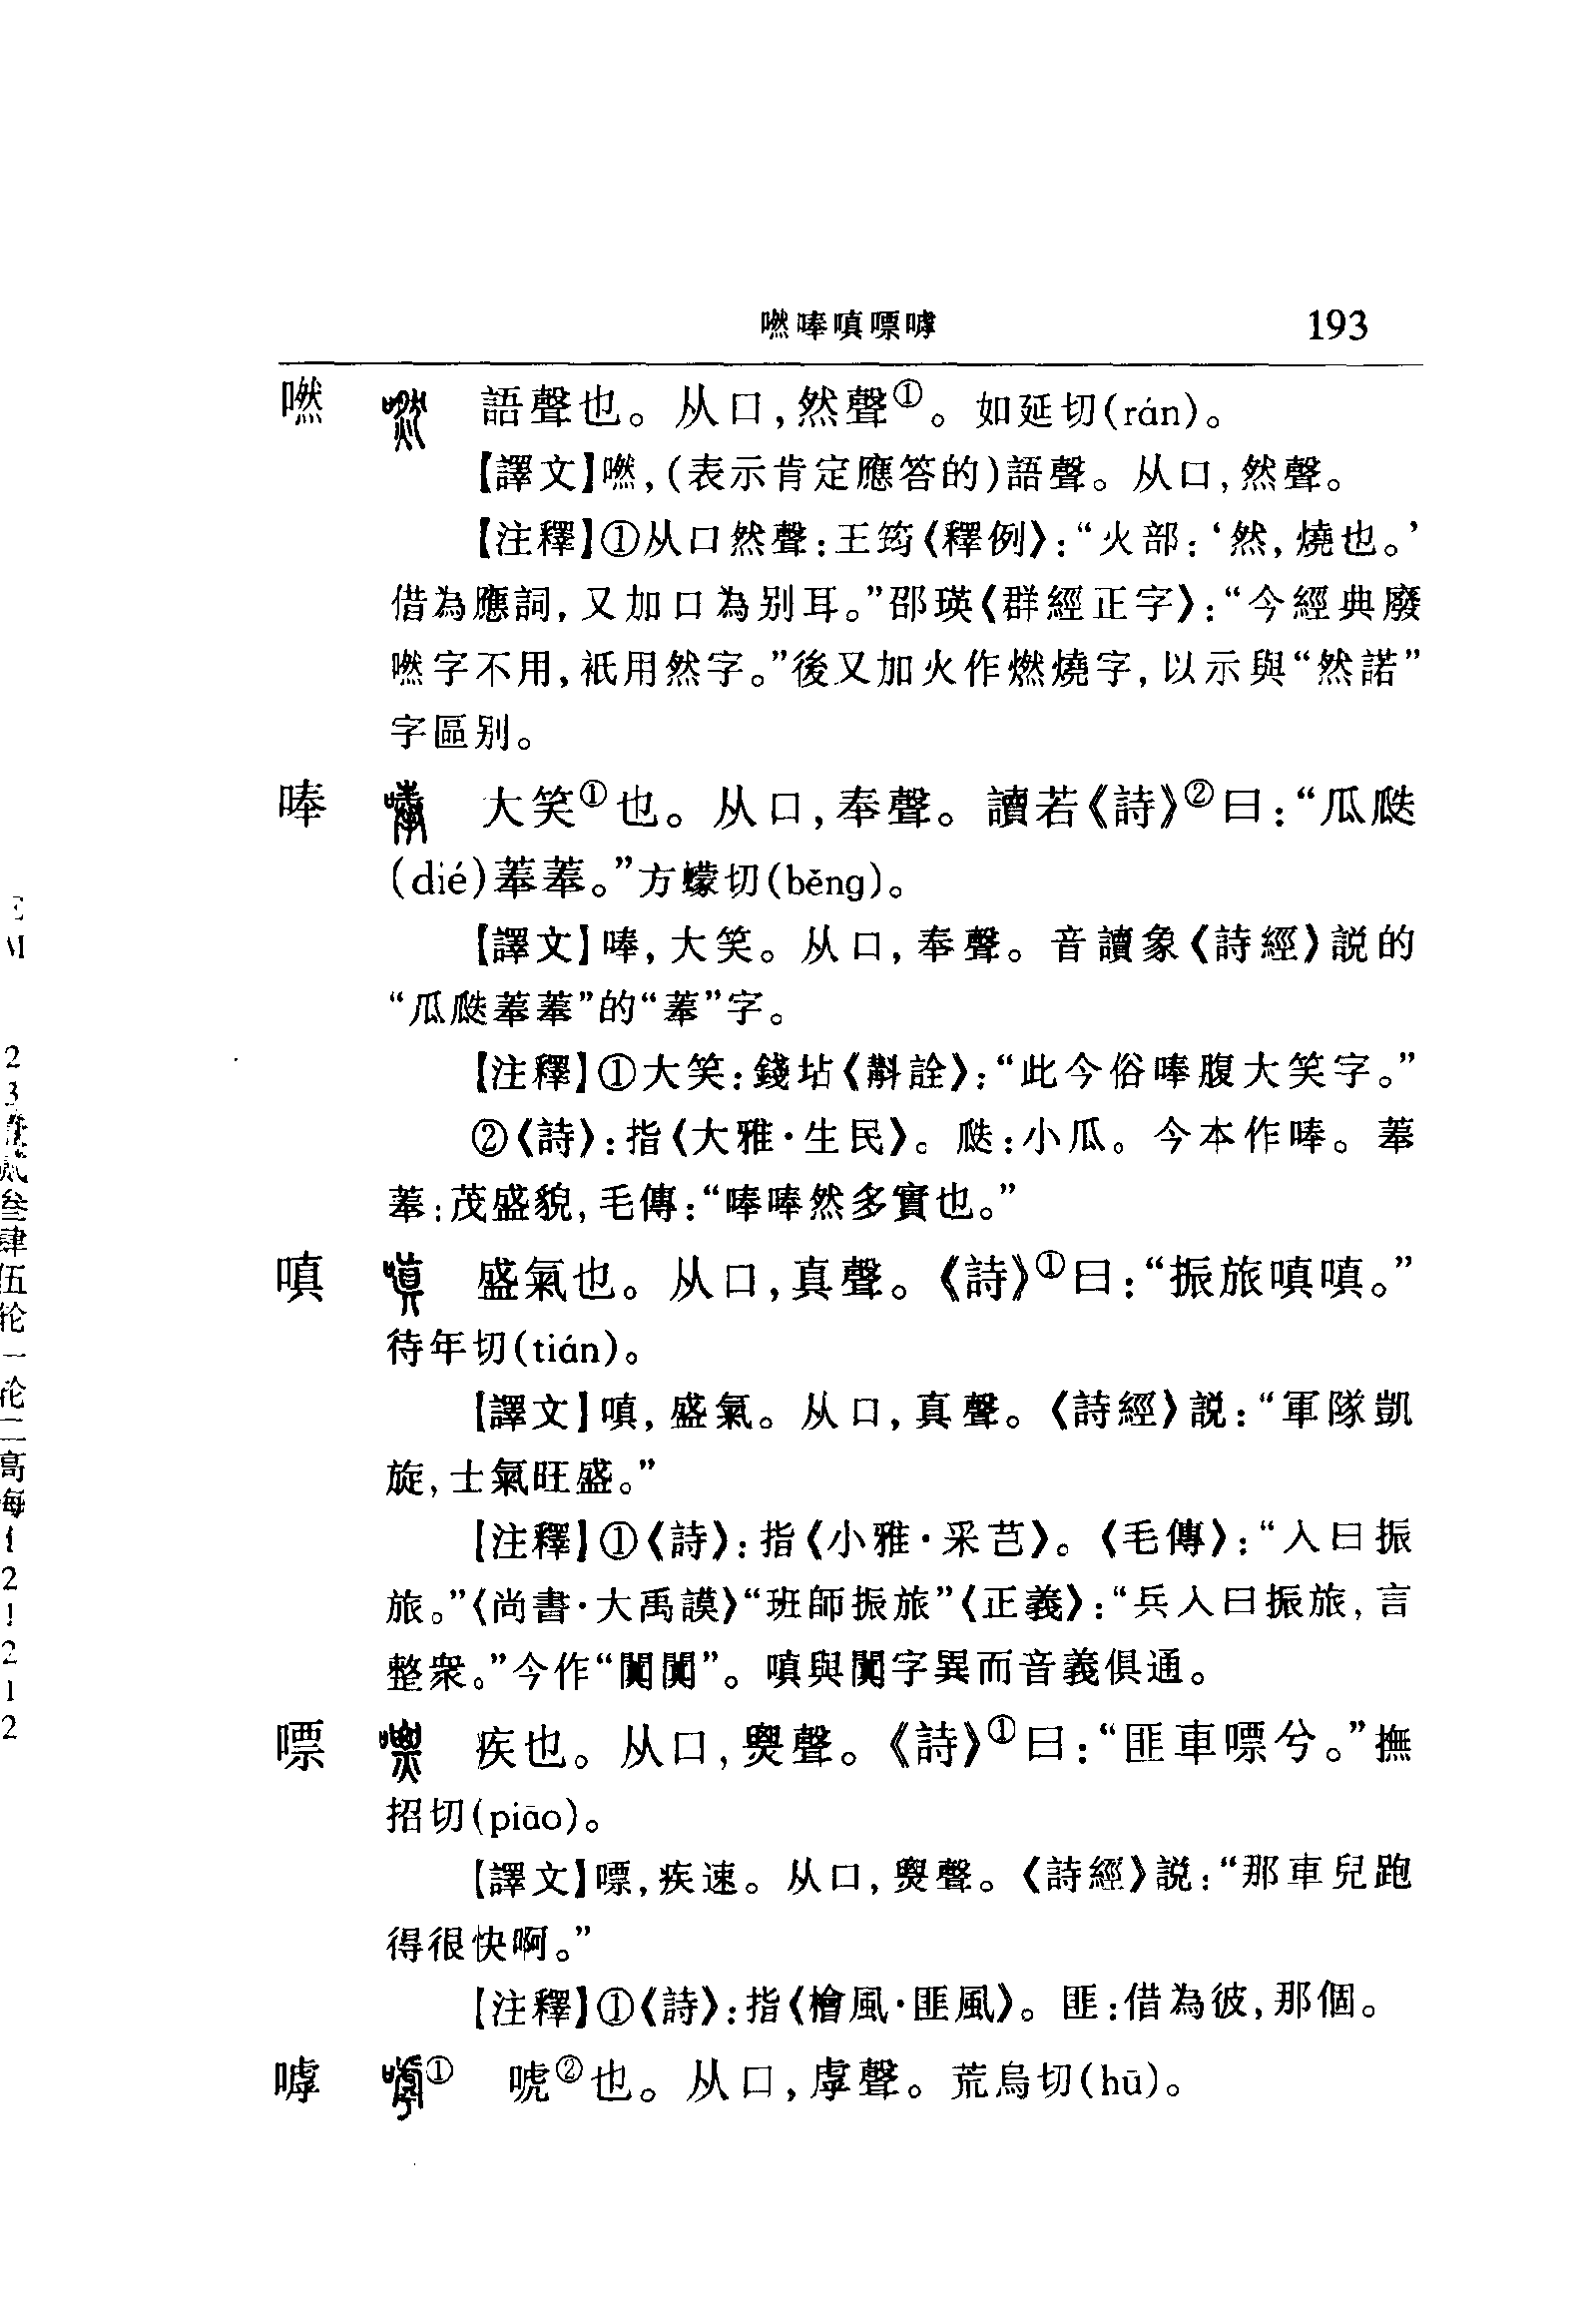 嘫唪嗔嘌嘑 193
嘫 語聲也。从口,然聲①。如延切(rán)。
【譯文】嘫,(表示肯定應答的)語聲。从口,然聲。
【注釋】①从口然聲:王筠《釋例》:“火部:‘然,燒也。’
借為應詞,又加口為别耳。”邵瑛《群經正字》:“今經典廢
嘫字不用,衹用然字。”後又加火作燃燒字,以示與“然諾”
字區别。
唪 大笑①也。从口,奉聲。讀若《詩》②曰:“瓜瓞
(dié)菶菶。”方蠓切(běng)。
【譯文】唪,大笑。从口,奉聲。音讀象《詩經》説的
“瓜瓞菶菶”的“菶”字。
【注釋】①大笑:錢坫《斠詮》:“此今俗唪腹大笑字。”
②《詩》:指《大雅·生民》。瓞:小瓜。今本作唪。菶
菶:茂盛貌,毛傳:“唪唪然多實也。”
嗔 盛氣也。从口,真聲。《詩》①曰:“振旅嗔嗔。”
待年切(tián)。
【譯文】嗔,盛氣。从口,真聲。《詩經》説:“軍隊凱
旋,士氣旺盛。”
【注釋】①《詩》:指《小雅·采芑》。《毛傳》:“入曰振
旅。”《尚書·大禹謨》“班師振旅”《正義》:“兵入曰振旅,言
整衆。”今作“闐闐”。嗔與闐字異而音義俱通。
嘌 疾也。从口,㶾聲。《詩》①曰:“匪車嘌兮。”撫
招切(piāo)。
【譯文】嘌,疾速。从口,㶾聲。《詩經》説:“那車兒跑
得很快啊。”
【注釋】①《詩》:指《檜風·匪風》。匪:借為彼,那個。
嘑 ① 唬②也。从口,虖聲。荒烏切(hū)。